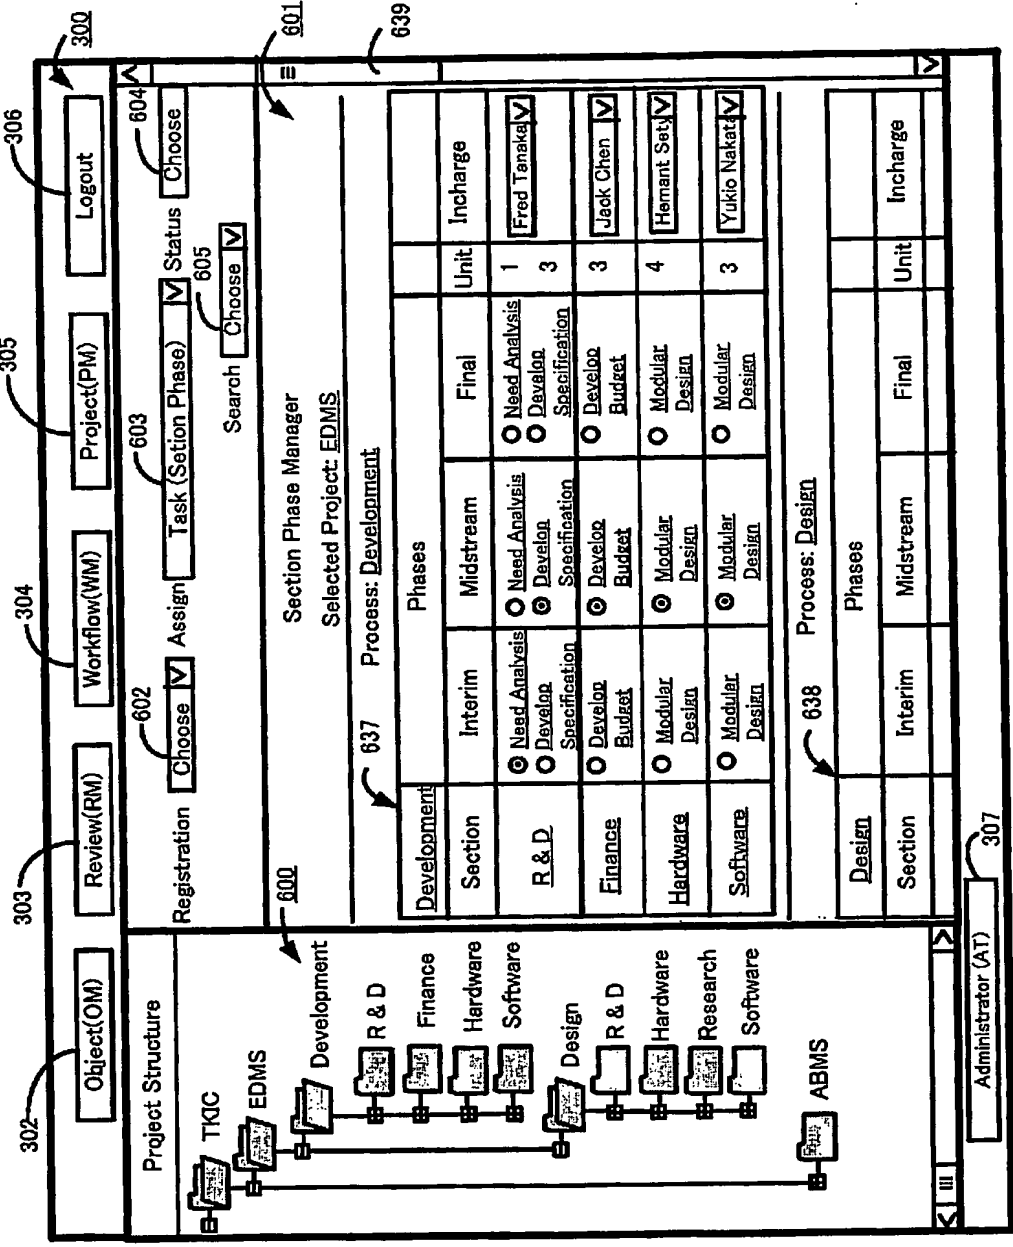 302
303
304
305
306
300
Object(OM)
Review(RM)
Workflow(WM)
Project(PM)
Logout
Project Structure
TKIC
EDMS
Development
R & D
Finance
Hardware
Software
Design
R & D
Hardware
Research
Software
ABMS
600
602
603
604
Registration Choose Assign Task (Setion Phase) Status Choose
605
Search Choose
601
639
Section Phase Manager
Selected Project: EDMS
637
Process: Development
Development Phases
Section Interim Midstream Final Unit Incharge
R & D Need Analysis Need Analysis Need Analysis 1 Fred Tanaka
Develop Develop Develop 3
Specification Specification Specification
Finance Develop Develop Develop 3 Jack Chen
Budget Budget Budget
Hardware Modular Modular Modular 4 Hemant Sety
Design Design Design
Software Modular Modular Modular 3 Yukio Nakata
Design Design Design
638
Process: Design
Design Phases
Section Interim Midstream Final Unit Incharge
Administrator (AT)
307